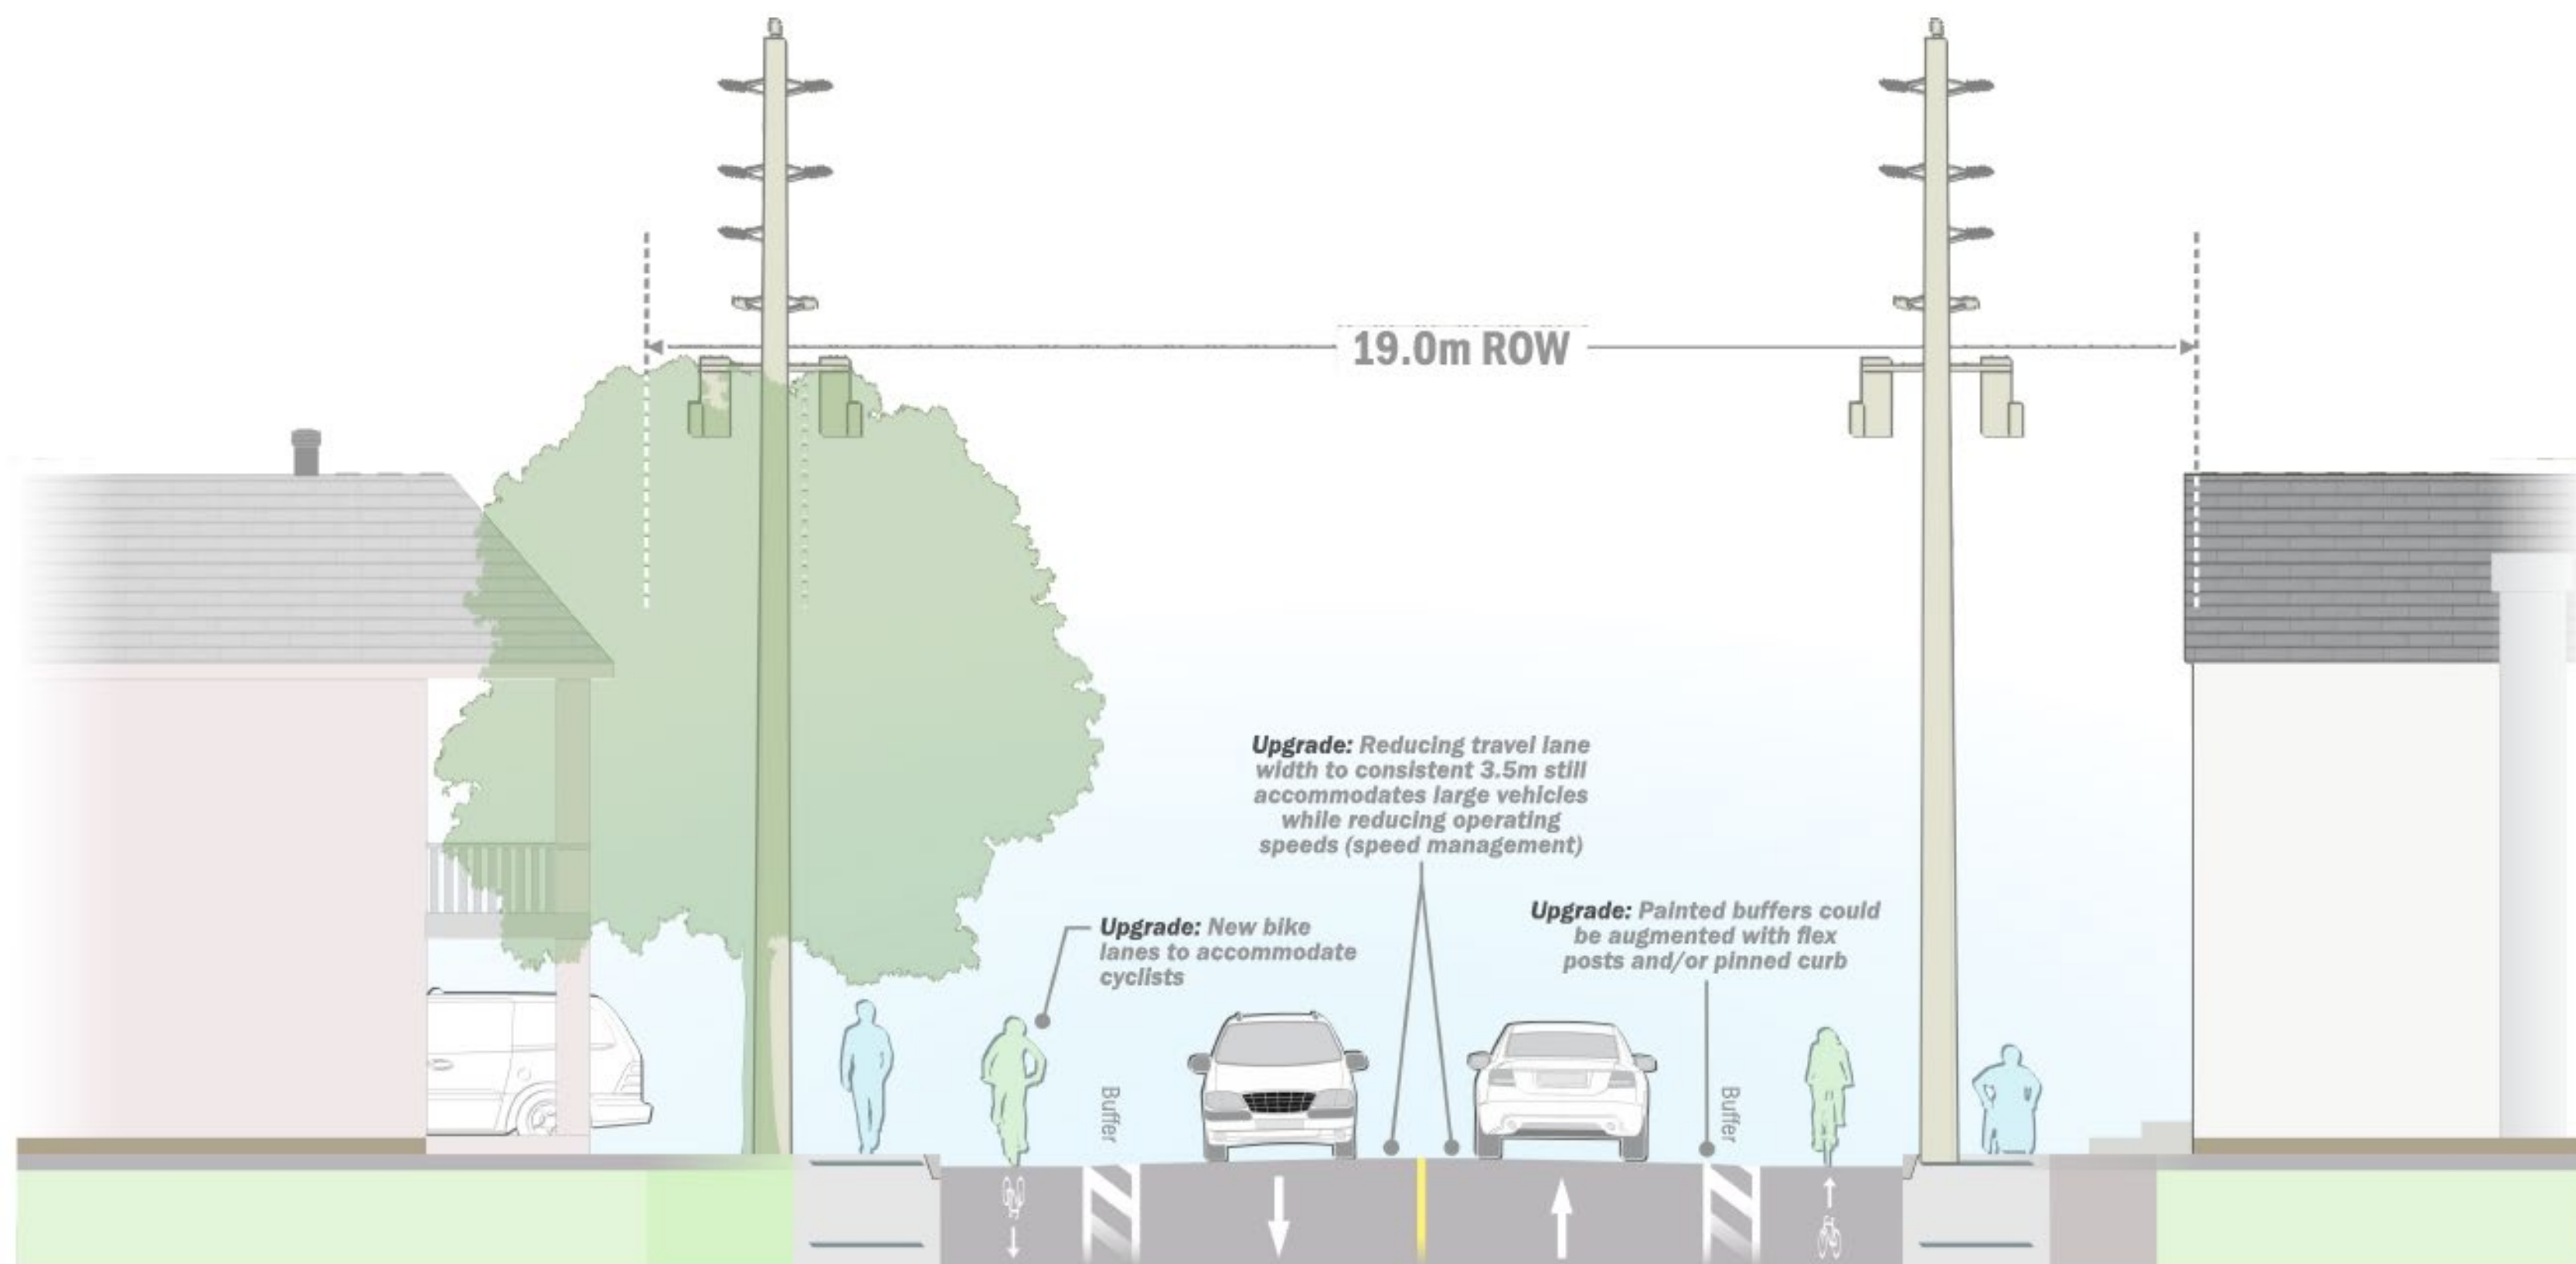 19.0m ROW
Upgrade: Reducing travel lane
width to consistent 3.5m still
accommodates large vehicles
while reducing operating
speeds (speed management)
Upgrade: New bike
lanes to accommodate
cyclists
Upgrade: Painted buffers could
be augmented with flex
posts and/or pinned curb
Buffer
Buffer